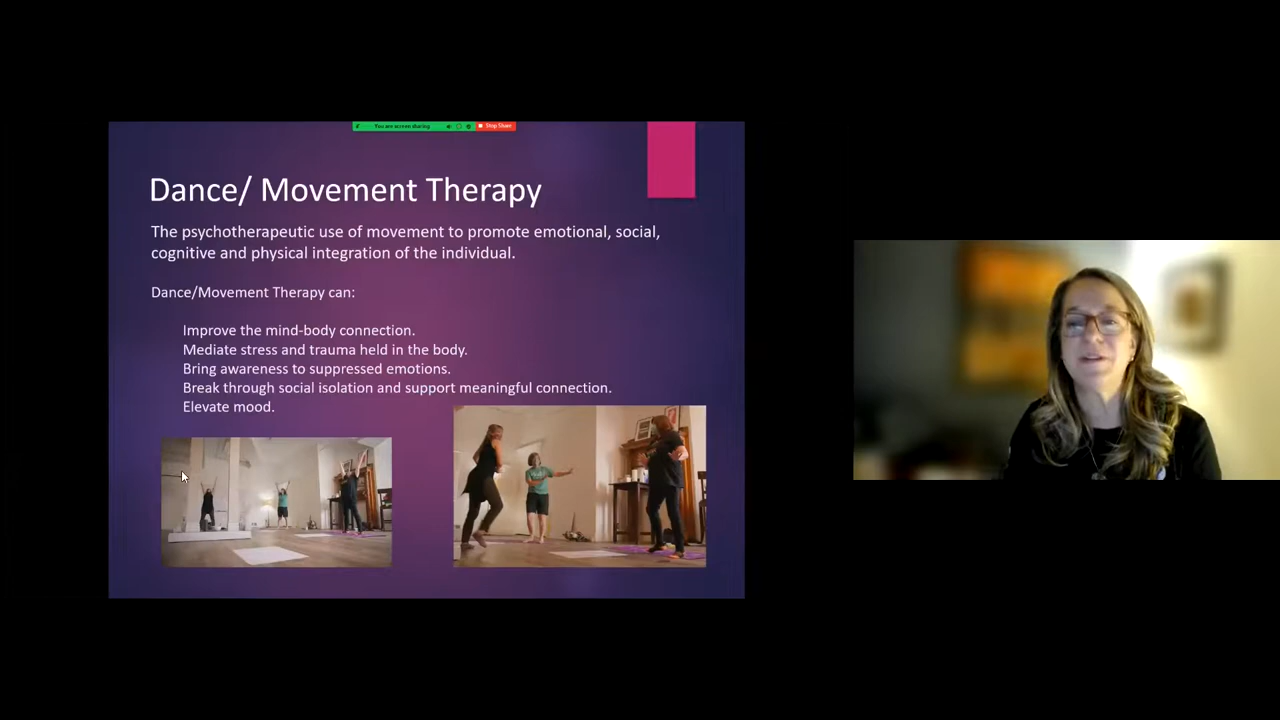 You are screen sharing
Stop Share
Dance/ Movement Therapy
The psychotherapeutic use of movement to promote emotional, social,
cognitive and physical integration of the individual.
Dance/Movement Therapy can:
Improve the mind-body connection.
Mediate stress and trauma held in the body.
Bring awareness to suppressed emotions.
Break through social isolation and support meaningful connection.
Elevate mood.